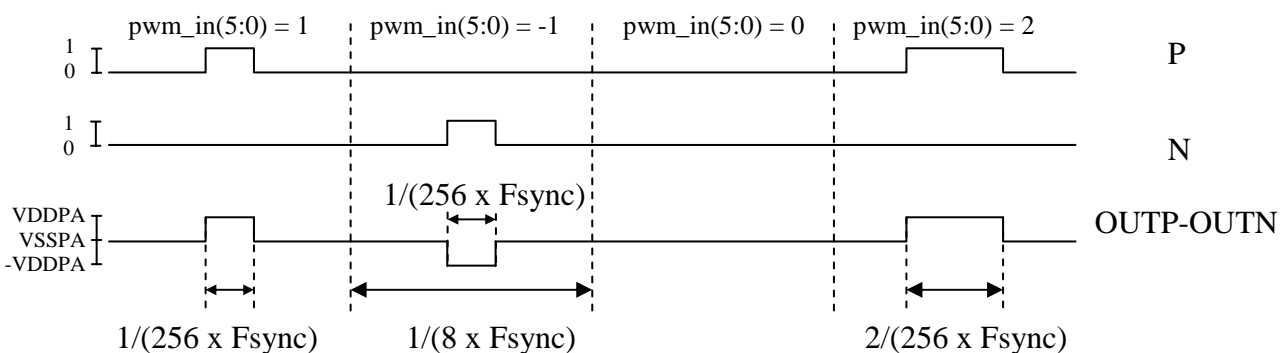 pwm_in(5:0) = 1
pwm_in(5:0) = -1
pwm_in(5:0) = 0
pwm_in(5:0) = 2
1
0
P
1
0
N
1/(256 x Fsync)
VDDPA
VSSPA
-VDDPA
OUTP-OUTN
1/(256 x Fsync)
1/(8 x Fsync)
2/(256 x Fsync)